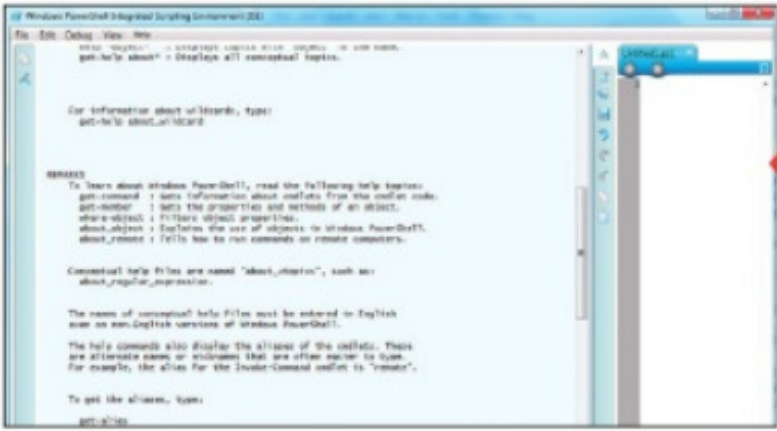 Windows PowerShell Integrated Scripting Environment (ISE)
File Edit Debug View Help
get-help about* : Displays all conceptual topics.
For information about wildcards, type:
get-help about_wildcard
REMARKS
To learn about Windows PowerShell, read the following help topics:
get-command : Gets information about cmdlets from the cmdlet code.
get-member : Gets the properties and methods of an object.
where-object : Filters object properties.
about_object : Explains the use of objects in Windows PowerShell.
about_remote : Tells how to run commands on remote computers.
Conceptual help files are named "about_<topic>", such as:
about_regular_expression.
The names of conceptual help files must be entered in English
even on non-English versions of Windows PowerShell.
The help commands also display the aliases of the cmdlets. These
are alternate names or nicknames that are often easier to type.
For example, the alias for the Invoke-Command cmdlet is "remote".
To get the aliases, type:
get-alias
Untitled.ps1
1